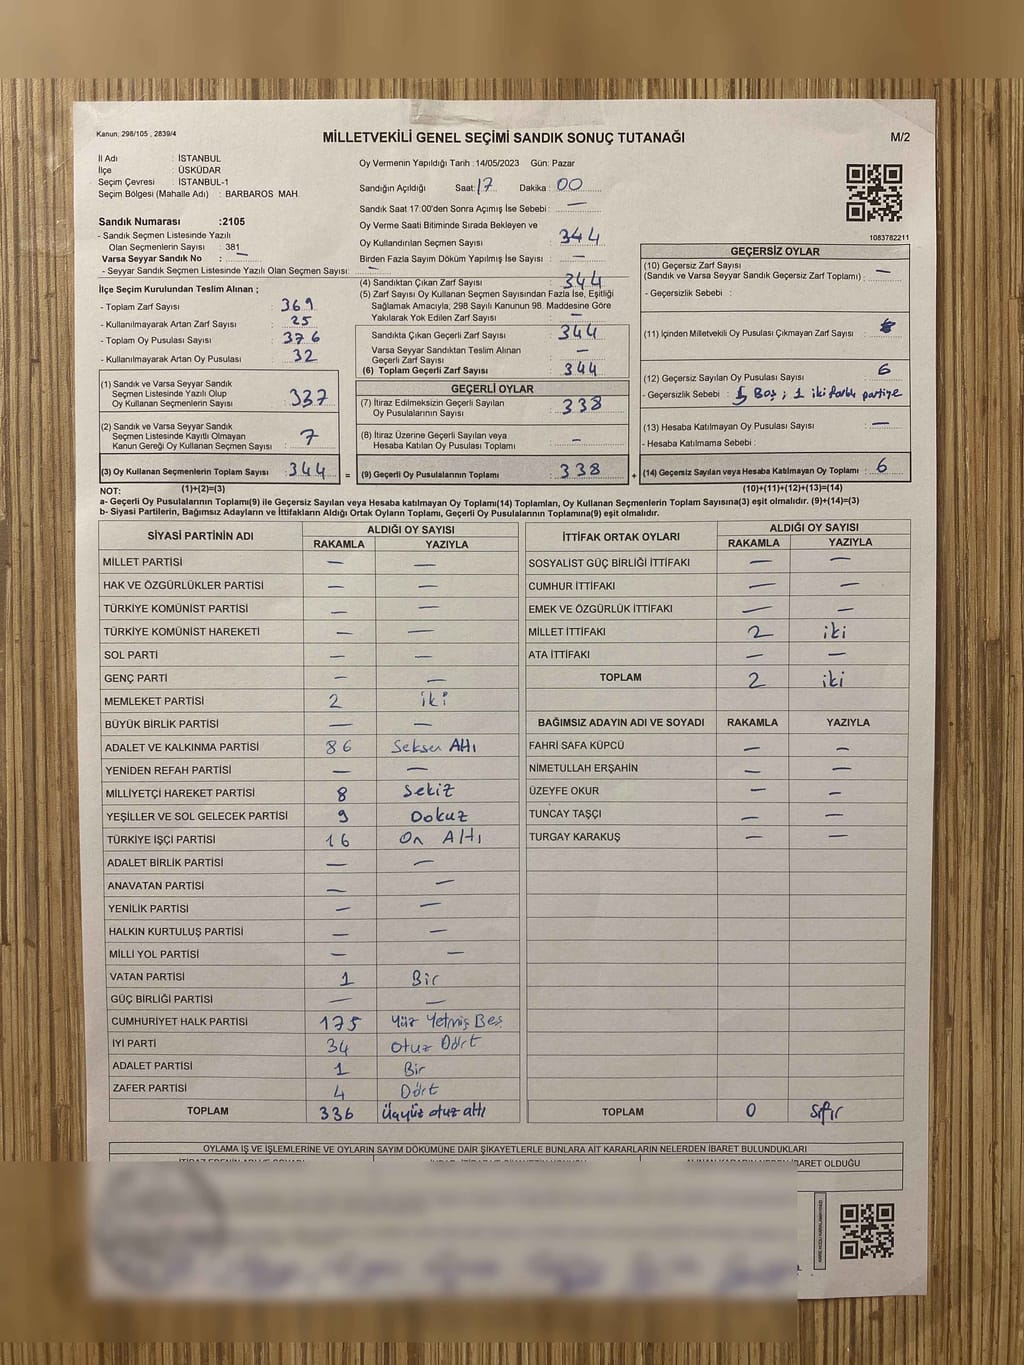 Kanun; 298/105 , 2839/4
MİLLETVEKİLİ GENEL SEÇİMİ SANDIK SONUÇ TUTANAĞI
M/2
İl Adı : İSTANBUL
İlçe : ÜSKÜDAR
Seçim Çevresi : İSTANBUL-1
Seçim Bölgesi (Mahalle Adı) : BARBAROS MAH.
Sandık Numarası :2105
- Sandık Seçmen Listesinde Yazılı
Olan Seçmenlerin Sayısı : 381
Varsa Seyyar Sandık No : —
- Seyyar Sandık Seçmen Listesinde Yazılı Olan Seçmen Sayısı: —
İlçe Seçim Kurulundan Teslim Alınan ;
- Toplam Zarf Sayısı : 369
- Kullanılmayarak Artan Zarf Sayısı : 25
- Toplam Oy Pusulası Sayısı : 376
- Kullanılmayarak Artan Oy Pusulası : 32
(1) Sandık ve Varsa Seyyar Sandık
Seçmen Listesinde Yazılı Olup
Oy Kullanan Seçmenlerin Sayısı : 337
(2) Sandık ve Varsa Seyyar Sandık
Seçmen Listesinde Kayıtlı Olmayan
Kanun Gereği Oy Kullanan Seçmen Sayısı : 7
(3) Oy Kullanan Seçmenlerin Toplam Sayısı : 344 =
Oy Vermenin Yapıldığı Tarih : 14/05/2023 Gün: Pazar
Sandığın Açıldığı Saat: 17 Dakika : 00
Sandık Saat 17:00'den Sonra Açımış İse Sebebi : —
Oy Verme Saati Bitiminde Sırada Bekleyen ve
Oy Kullandırılan Seçmen Sayısı : 344
Birden Fazla Sayım Döküm Yapılmış İse Sayısı : —
(4) Sandıktan Çıkan Zarf Sayısı : 344
(5) Zarf Sayısı Oy Kullanan Seçmen Sayısından Fazla İse, Eşitliği
Sağlamak Amacıyla, 298 Sayılı Kanunun 98. Maddesine Göre
Yakılarak Yok Edilen Zarf Sayısı : —
Sandıkta Çıkan Geçerli Zarf Sayısı : 344
Varsa Seyyar Sandıktan Teslim Alınan
Geçerli Zarf Sayısı : —
(6) Toplam Geçerli Zarf Sayısı : 344
GEÇERLİ OYLAR
(7) İtiraz Edilmeksizin Geçerli Sayılan
Oy Pusulalarının Sayısı : 338
(8) İtiraz Üzerine Geçerli Sayılan veya
Hesaba Katılan Oy Pusulası Toplamı : —
(9) Geçerli Oy Pusulalarının Toplamı : 338 +
1083782211
GEÇERSİZ OYLAR
(10) Geçersiz Zarf Sayısı
(Sandık ve Varsa Seyyar Sandık Geçersiz Zarf Toplamı) : —
- Geçersizlik Sebebi :
(11) İçinden Milletvekili Oy Pusulası Çıkmayan Zarf Sayısı :
(12) Geçersiz Sayılan Oy Pusulası Sayısı : 6
- Geçersizlik Sebebi : 5 Boş ; 1 iki farklı partiye
(13) Hesaba Katılmayan Oy Pusulası Sayısı : —
- Hesaba Katılmama Sebebi :
(14) Geçersiz Sayılan veya Hesaba Katılmayan Oy Toplamı : 6
NOT: (1)+(2)=(3) (10)+(11)+(12)+(13)=(14)
a- Geçerli Oy Pusulalarının Toplamı(9) ile Geçersiz Sayılan veya Hesaba katılmayan Oy Toplamı(14) Toplamları, Oy Kullanan Seçmenlerin Toplam Sayısına(3) eşit olmalıdır. (9)+(14)=(3)
b- Siyasi Partilerin, Bağımsız Adayların ve İttifakların Aldığı Ortak Oyların Toplamı, Geçerli Oy Pusulalarının Toplamına(9) eşit olmalıdır.
SİYASİ PARTİNİN ADI ALDIĞI OY SAYISI
RAKAMLA YAZIYLA
MİLLET PARTİSİ — —
HAK VE ÖZGÜRLÜKLER PARTİSİ — —
TÜRKİYE KOMÜNİST PARTİSİ — —
TÜRKİYE KOMÜNİST HAREKETİ — —
SOL PARTİ — —
GENÇ PARTİ — —
MEMLEKET PARTİSİ 2 iki
BÜYÜK BİRLİK PARTİSİ — —
ADALET VE KALKINMA PARTİSİ 86 Seksen Altı
YENİDEN REFAH PARTİSİ — —
MİLLİYETÇİ HAREKET PARTİSİ 8 Sekiz
YEŞİLLER VE SOL GELECEK PARTİSİ 9 Dokuz
TÜRKİYE İŞÇİ PARTİSİ 16 On Altı
ADALET BİRLİK PARTİSİ — —
ANAVATAN PARTİSİ — —
YENİLİK PARTİSİ — —
HALKIN KURTULUŞ PARTİSİ — —
MİLLİ YOL PARTİSİ — —
VATAN PARTİSİ 1 Bir
GÜÇ BİRLİĞİ PARTİSİ — —
CUMHURİYET HALK PARTİSİ 175 Yüz Yetmiş Beş
İYİ PARTİ 34 Otuz Dört
ADALET PARTİSİ 1 Bir
ZAFER PARTİSİ 4 Dört
TOPLAM 336 Üçyüz otuz altı
İTTİFAK ORTAK OYLARI ALDIĞI OY SAYISI
RAKAMLA YAZIYLA
SOSYALİST GÜÇ BİRLİĞİ İTTİFAKI — —
CUMHUR İTTİFAKI — —
EMEK VE ÖZGÜRLÜK İTTİFAKI — —
MİLLET İTTİFAKI 2 iki
ATA İTTİFAKI — —
TOPLAM 2 iki
BAĞIMSIZ ADAYIN ADI VE SOYADI RAKAMLA YAZIYLA
FAHRİ SAFA KÜPCÜ — —
NİMETULLAH ERŞAHİN — —
ÜZEYFE OKUR — —
TUNCAY TAŞÇI — —
TURGAY KARAKUŞ — —
TOPLAM 0 Sıfır
OYLAMA İŞ VE İŞLEMLERİNE VE OYLARIN SAYIM DÖKÜMÜNE DAİR ŞİKAYETLERLE BUNLARA AİT KARARLARIN NELERDEN İBARET BULUNDUKLARI
İBARET OLDUĞU